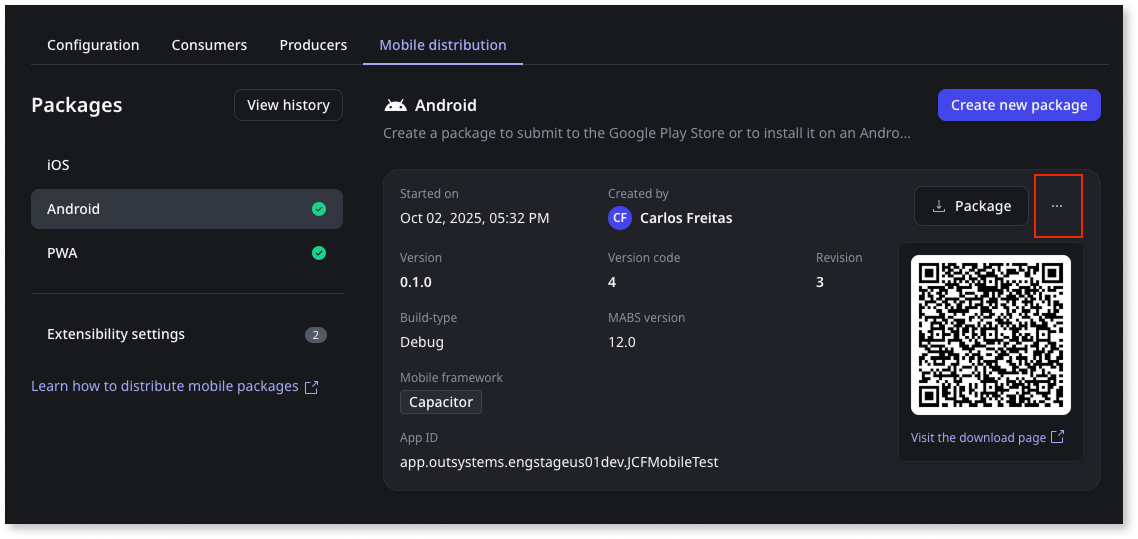 Configuration
Consumers
Producers
Mobile distribution
Packages
View history
iOS
Android
PWA
Extensibility settings
2
Learn how to distribute mobile packages
Android
Create new package
Create a package to submit to the Google Play Store or to install it on an Andro...
Started on
Oct 02, 2025, 05:32 PM
Created by
CF
Carlos Freitas
Package
...
Version
0.1.0
Version code
4
Revision
3
Build-type
Debug
MABS version
12.0
Mobile framework
Capacitor
App ID
app.outsystems.engstageus01dev.JCFMobileTest
Visit the download page